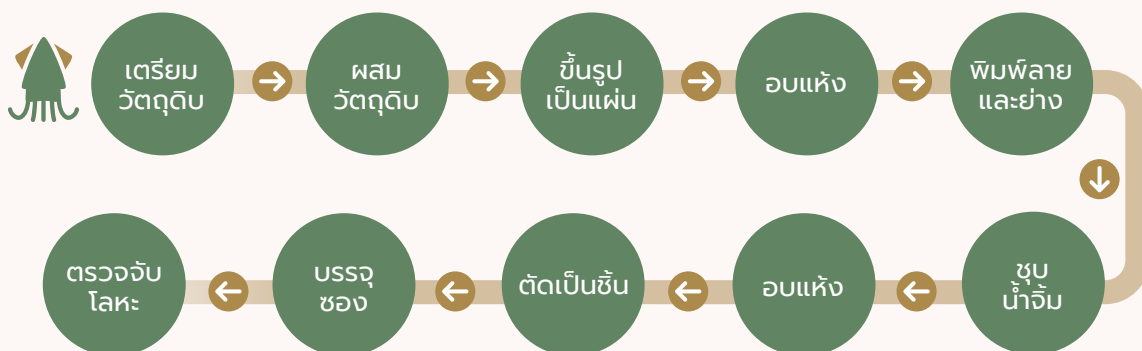 เตรียม
วัตถุดิบ
ผสม
วัตถุดิบ
ขึ้นรูป
เป็นแผ่น
อบแห้ง
พิมพ์ลาย
และย่าง
ชุบ
น้ำจิ้ม
อบแห้ง
ตัดเป็นชิ้น
บรรจุ
ซอง
ตรวจจับ
โลหะ